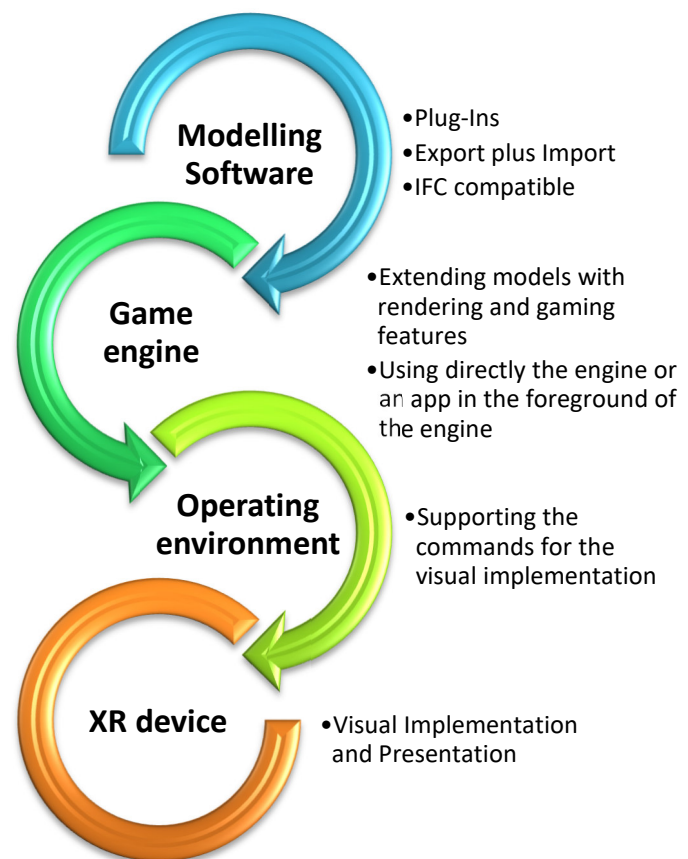 Modelling
Software
•Plug-Ins
•Export plus Import
•IFC compatible
Game
engine
•Extending models with
rendering and gaming
features
•Using directly the engine or
an app in the foreground of
the engine
Operating
environment
•Supporting the
commands for the
visual implementation
XR device
•Visual Implementation
and Presentation